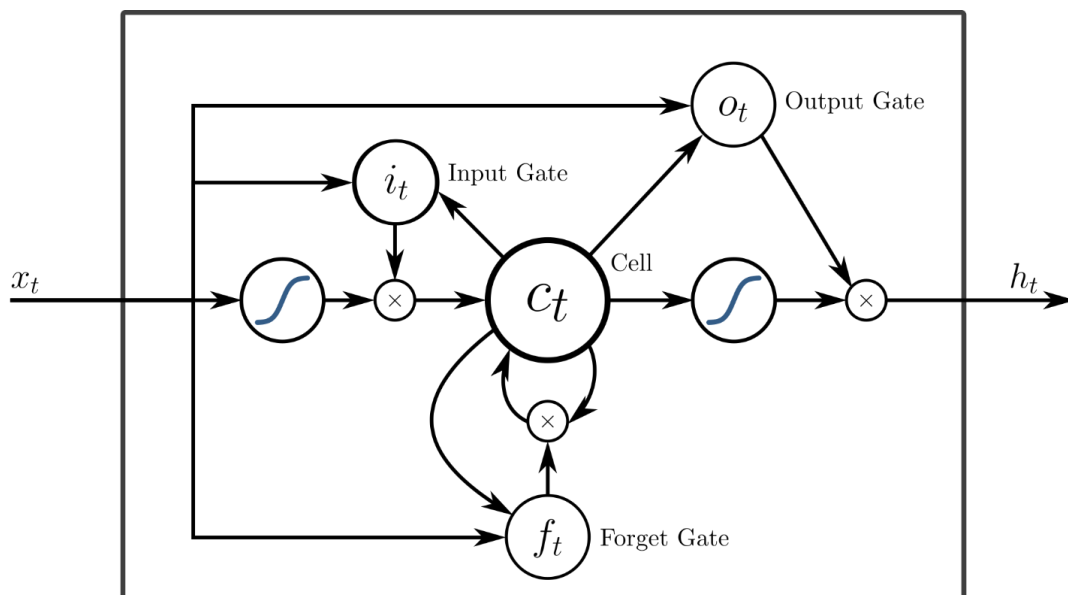 o_t Output Gate
i_t Input Gate
x_t
×
c_t Cell
×
h_t
×
f_t Forget Gate